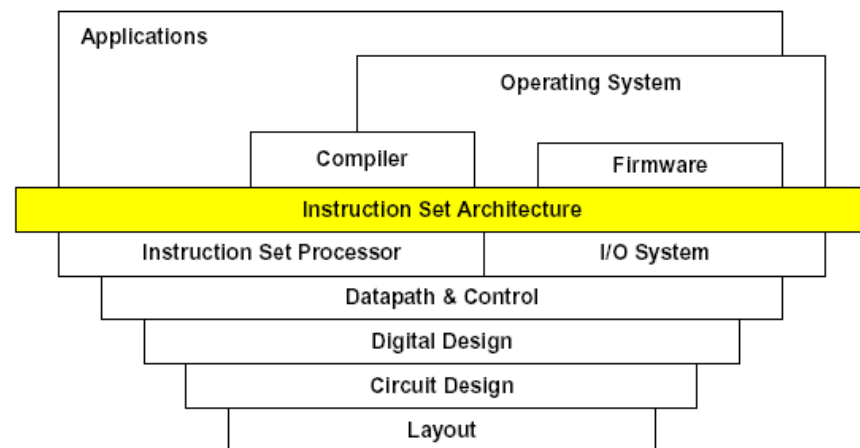 Applications
Operating System
Compiler
Firmware
Instruction Set Architecture
Instruction Set Processor
I/O System
Datapath & Control
Digital Design
Circuit Design
Layout